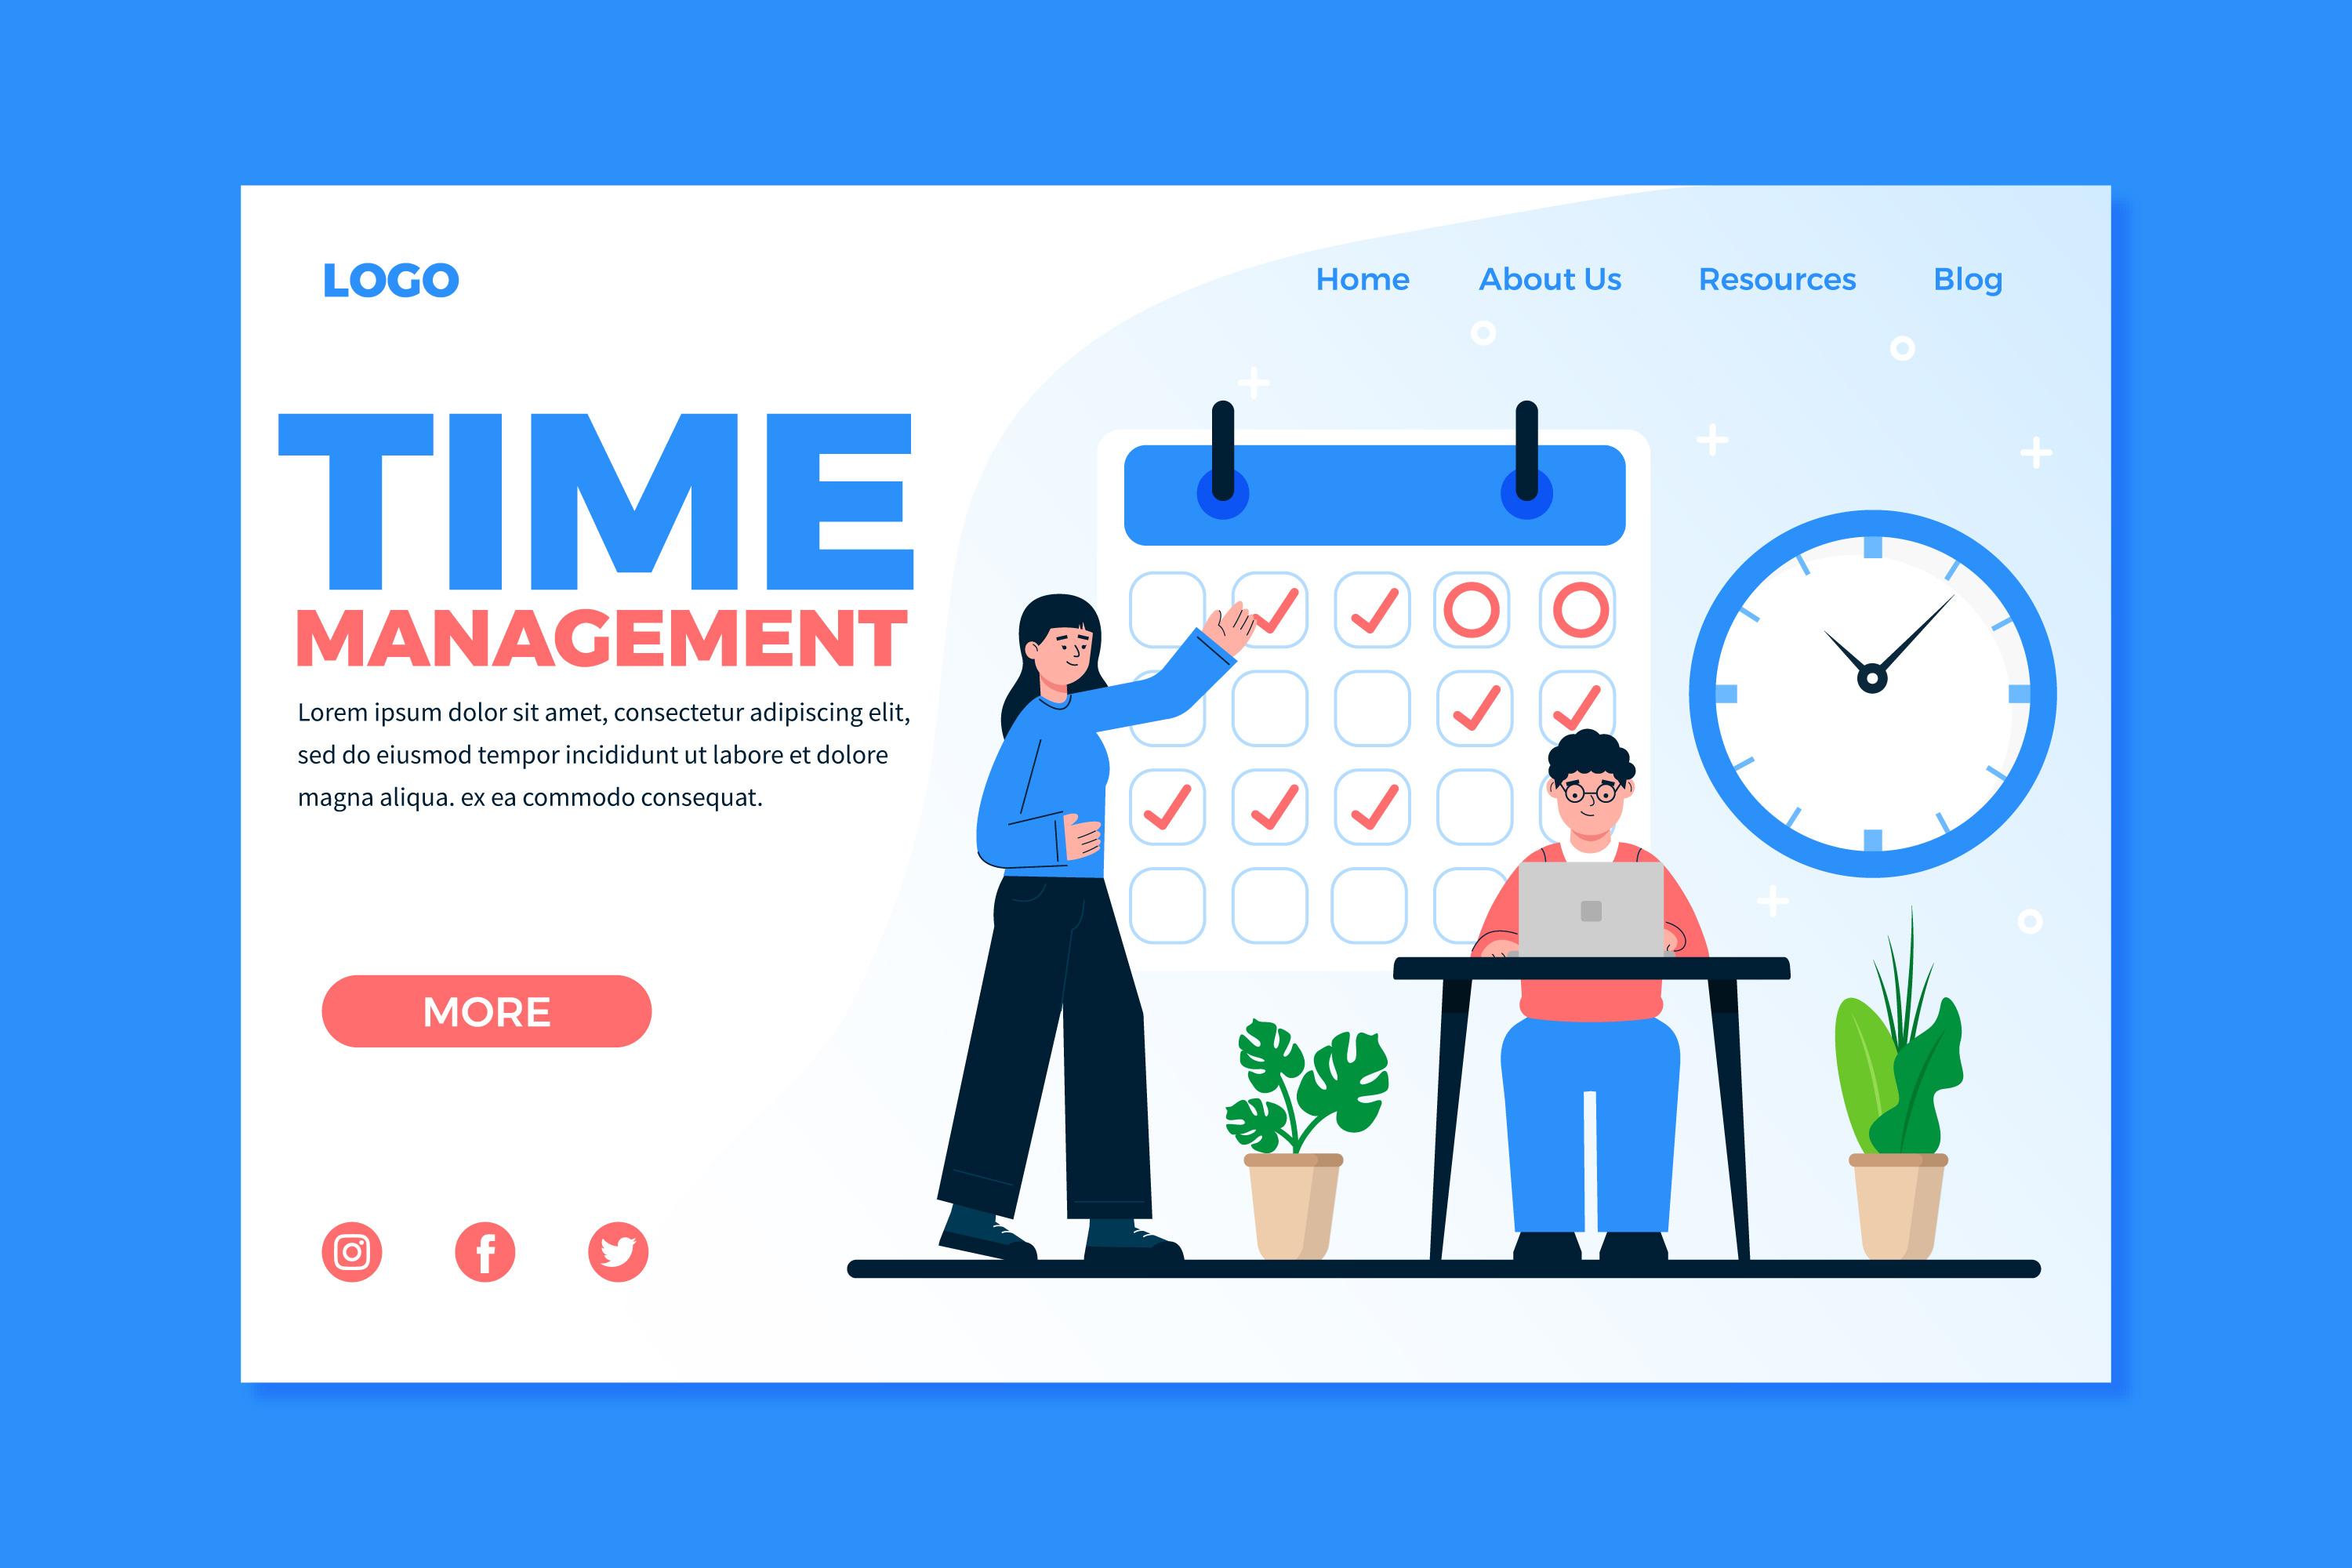 LOGO
Home About Us Resources Blog
TIME
MANAGEMENT
Lorem ipsum dolor sit amet, consectetur adipiscing elit,
sed do eiusmod tempor incididunt ut labore et dolore
magna aliqua. ex ea commodo consequat.
MORE